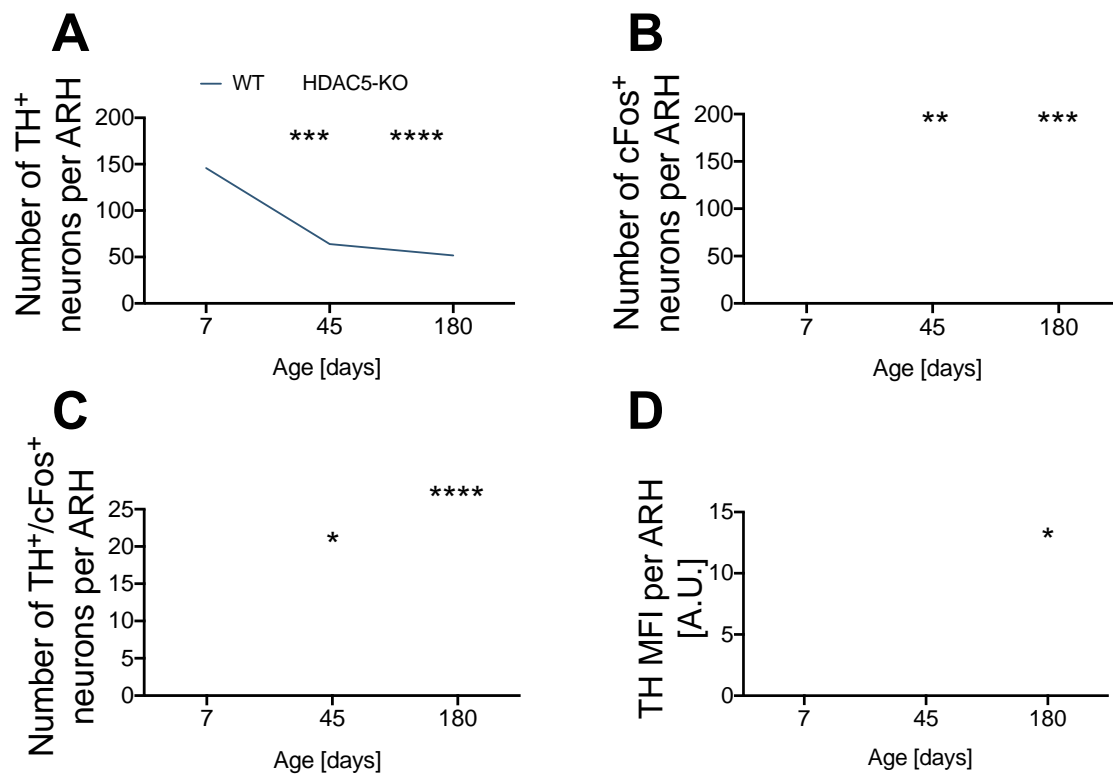 A
WT HDAC5-KO
Number of TH⁺
neurons per ARH
200
150
100
50
0
*** ****
7 45 180
Age [days]
B
Number of cFos⁺
neurons per ARH
200
150
100
50
0
** ***
7 45 180
Age [days]
C
Number of TH⁺/cFos⁺
neurons per ARH
25
20
15
10
5
0
* ****
7 45 180
Age [days]
D
TH MFI per ARH
[A.U.]
15
10
5
0
*
7 45 180
Age [days]